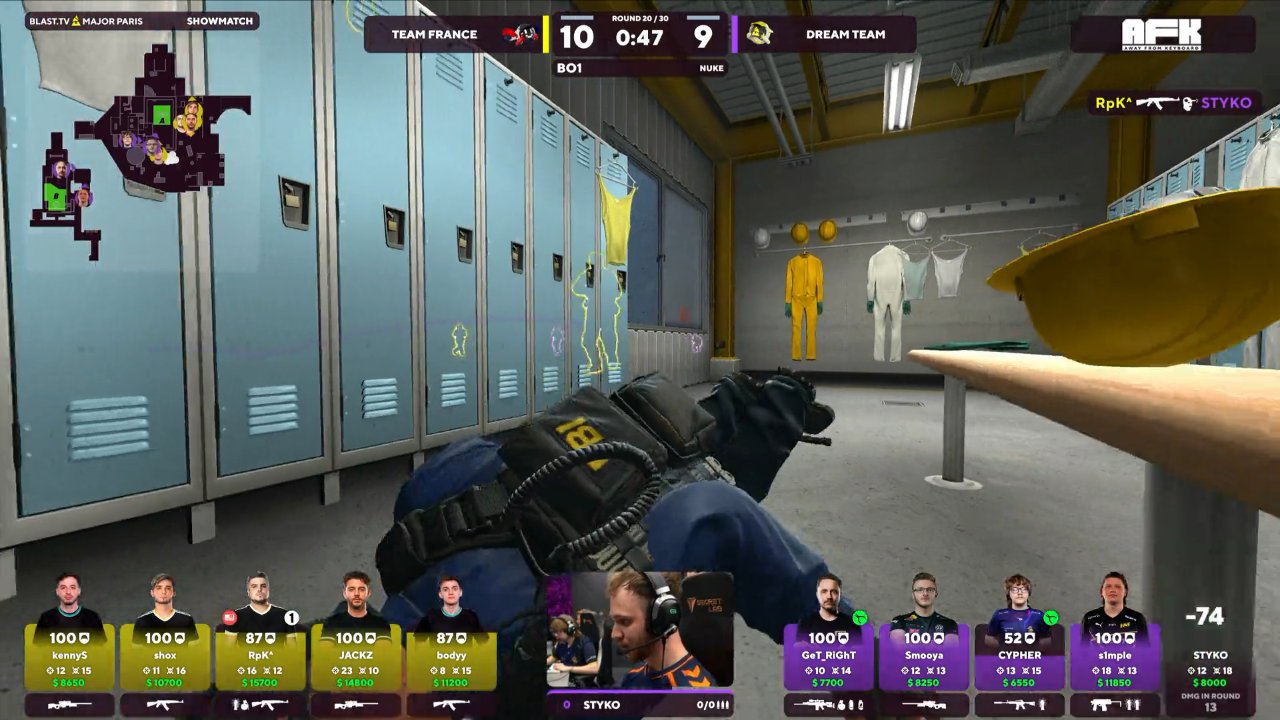 BLAST.TV MAJOR PARIS SHOWMATCH
TEAM FRANCE 10 ROUND 20 / 30 0:47 9 DREAM TEAM
BO1 NUKE
AFK
AWAY FROM KEYBOARD
RpK^ STYKO
A
B
18
SECRET LAB
1
100 100 87 100 87
kennyS shox RpK^ JACKZ bodyy
12 15 11 16 16 12 23 10 8 15
$8650 $10700 $15700 $14800 $11200
0 STYKO 0/0
100 100 52 100
GeT_RiGhT Smooya CYPHER s1mple
10 14 12 13 13 15 18 13
$7700 $8250 $6550 $11850
-74
STYKO
12 18
$8000
DMG IN ROUND
13